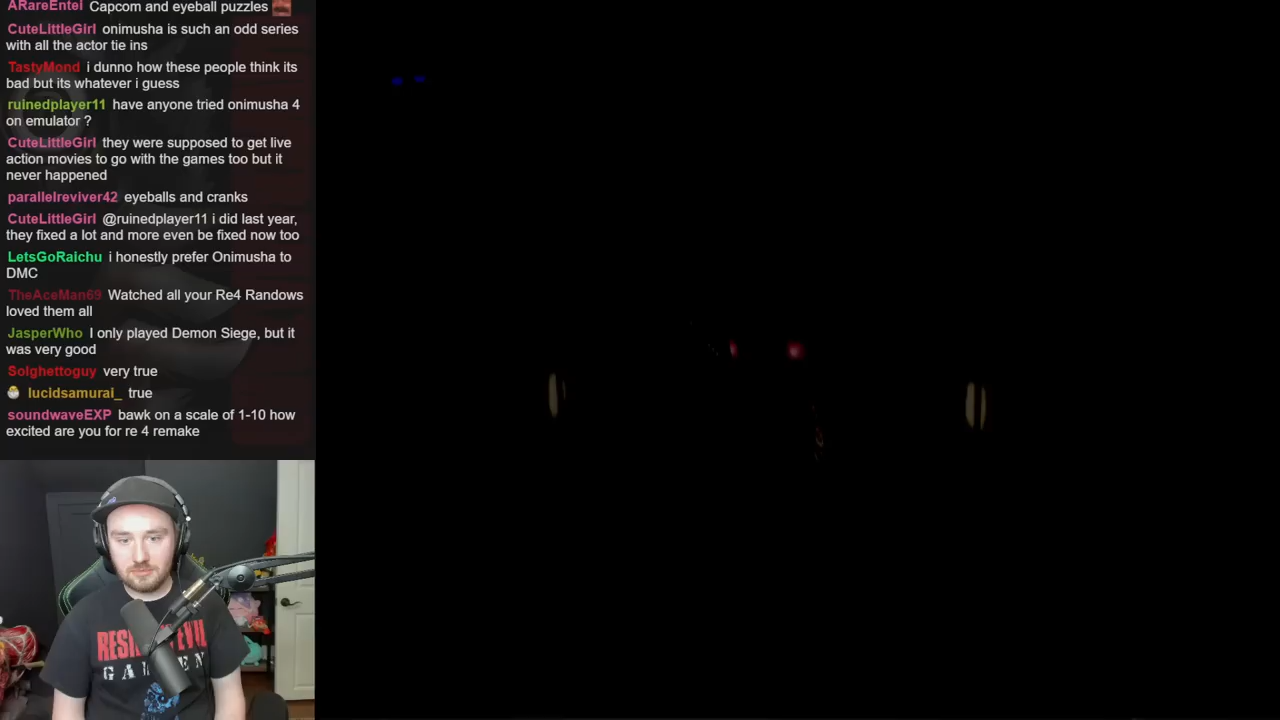 ARareEntei Capcom and eyeball puzzles
CuteLittleGirl onimusha is such an odd series
with all the actor tie ins
TastyMond i dunno how these people think its
bad but its whatever i guess
ruinedplayer11 have anyone tried onimusha 4
on emulator ?
CuteLittleGirl they were supposed to get live
action movies to go with the games too but it
never happened
parallelreviver42 eyeballs and cranks
CuteLittleGirl @ruinedplayer11 i did last year,
they fixed a lot and more even be fixed now too
LetsGoRaichu i honestly prefer Onimusha to
DMC
TheAceMan69 Watched all your Re4 Randows
loved them all
JasperWho I only played Demon Siege, but it
was very good
Solghettoguy very true
lucidsamurai_ true
soundwaveEXP bawk on a scale of 1-10 how
excited are you for re 4 remake